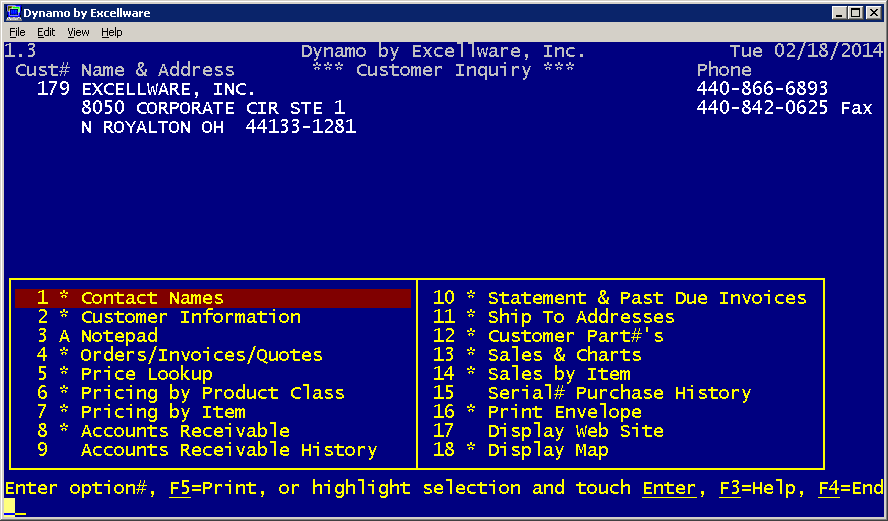 Dynamo by Excellware
File Edit View Help
1.3 Dynamo by Excellware, Inc. Tue 02/18/2014
Cust# Name & Address *** Customer Inquiry *** Phone
179 EXCELLWARE, INC. 440-866-6893
8050 CORPORATE CIR STE 1 440-842-0625 Fax
N ROYALTON OH 44133-1281
1 * Contact Names
2 * Customer Information
3 A Notepad
4 * Orders/Invoices/Quotes
5 * Price Lookup
6 * Pricing by Product Class
7 * Pricing by Item
8 * Accounts Receivable
9 Accounts Receivable History
10 * Statement & Past Due Invoices
11 * Ship To Addresses
12 * Customer Part#'s
13 * Sales & Charts
14 * Sales by Item
15 Serial# Purchase History
16 * Print Envelope
17 Display Web Site
18 * Display Map
Enter option#, F5=Print, or highlight selection and touch Enter, F3=Help, F4=End